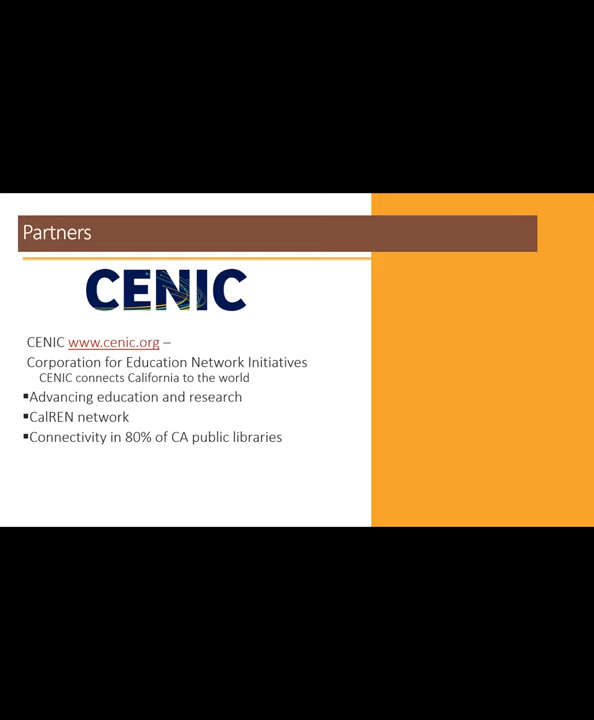 Partners
CENIC
CENIC www.cenic.org –
Corporation for Education Network Initiatives
CENIC connects California to the world
▪Advancing education and research
▪CalREN network
▪Connectivity in 80% of CA public libraries